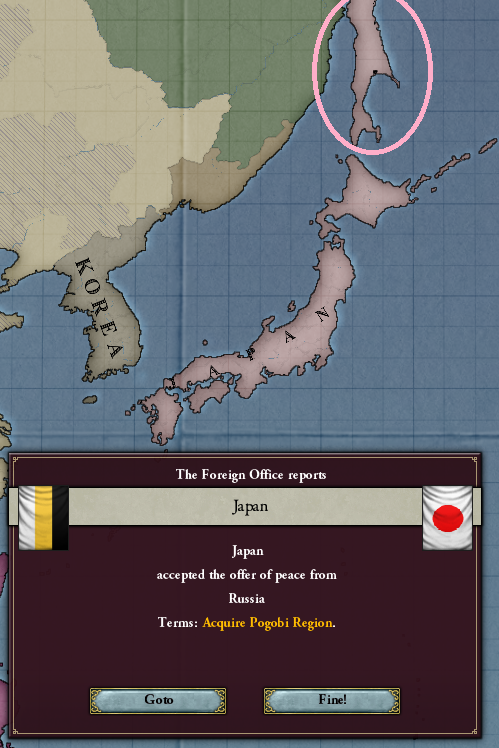 KOREA
JAPAN
The Foreign Office reports
Japan
Japan
accepted the offer of peace from
Russia
Terms: Acquire Pogobi Region.
Goto
Fine!